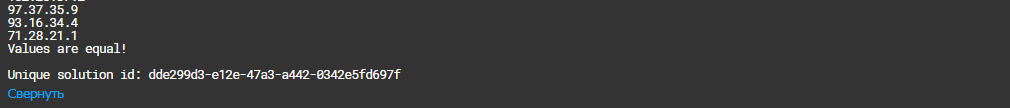 97.37.35.9
93.16.34.4
71.28.21.1
Values are equal!
Unique solution id: dde299d3-e12e-47a3-a442-0342e5fd697f
Свернуть